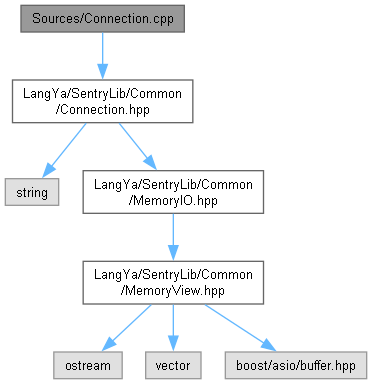 Sources/Connection.cpp
LangYa/SentryLib/Common
/Connection.hpp
string
LangYa/SentryLib/Common
/MemoryIO.hpp
LangYa/SentryLib/Common
/MemoryView.hpp
ostream
vector
boost/asio/buffer.hpp